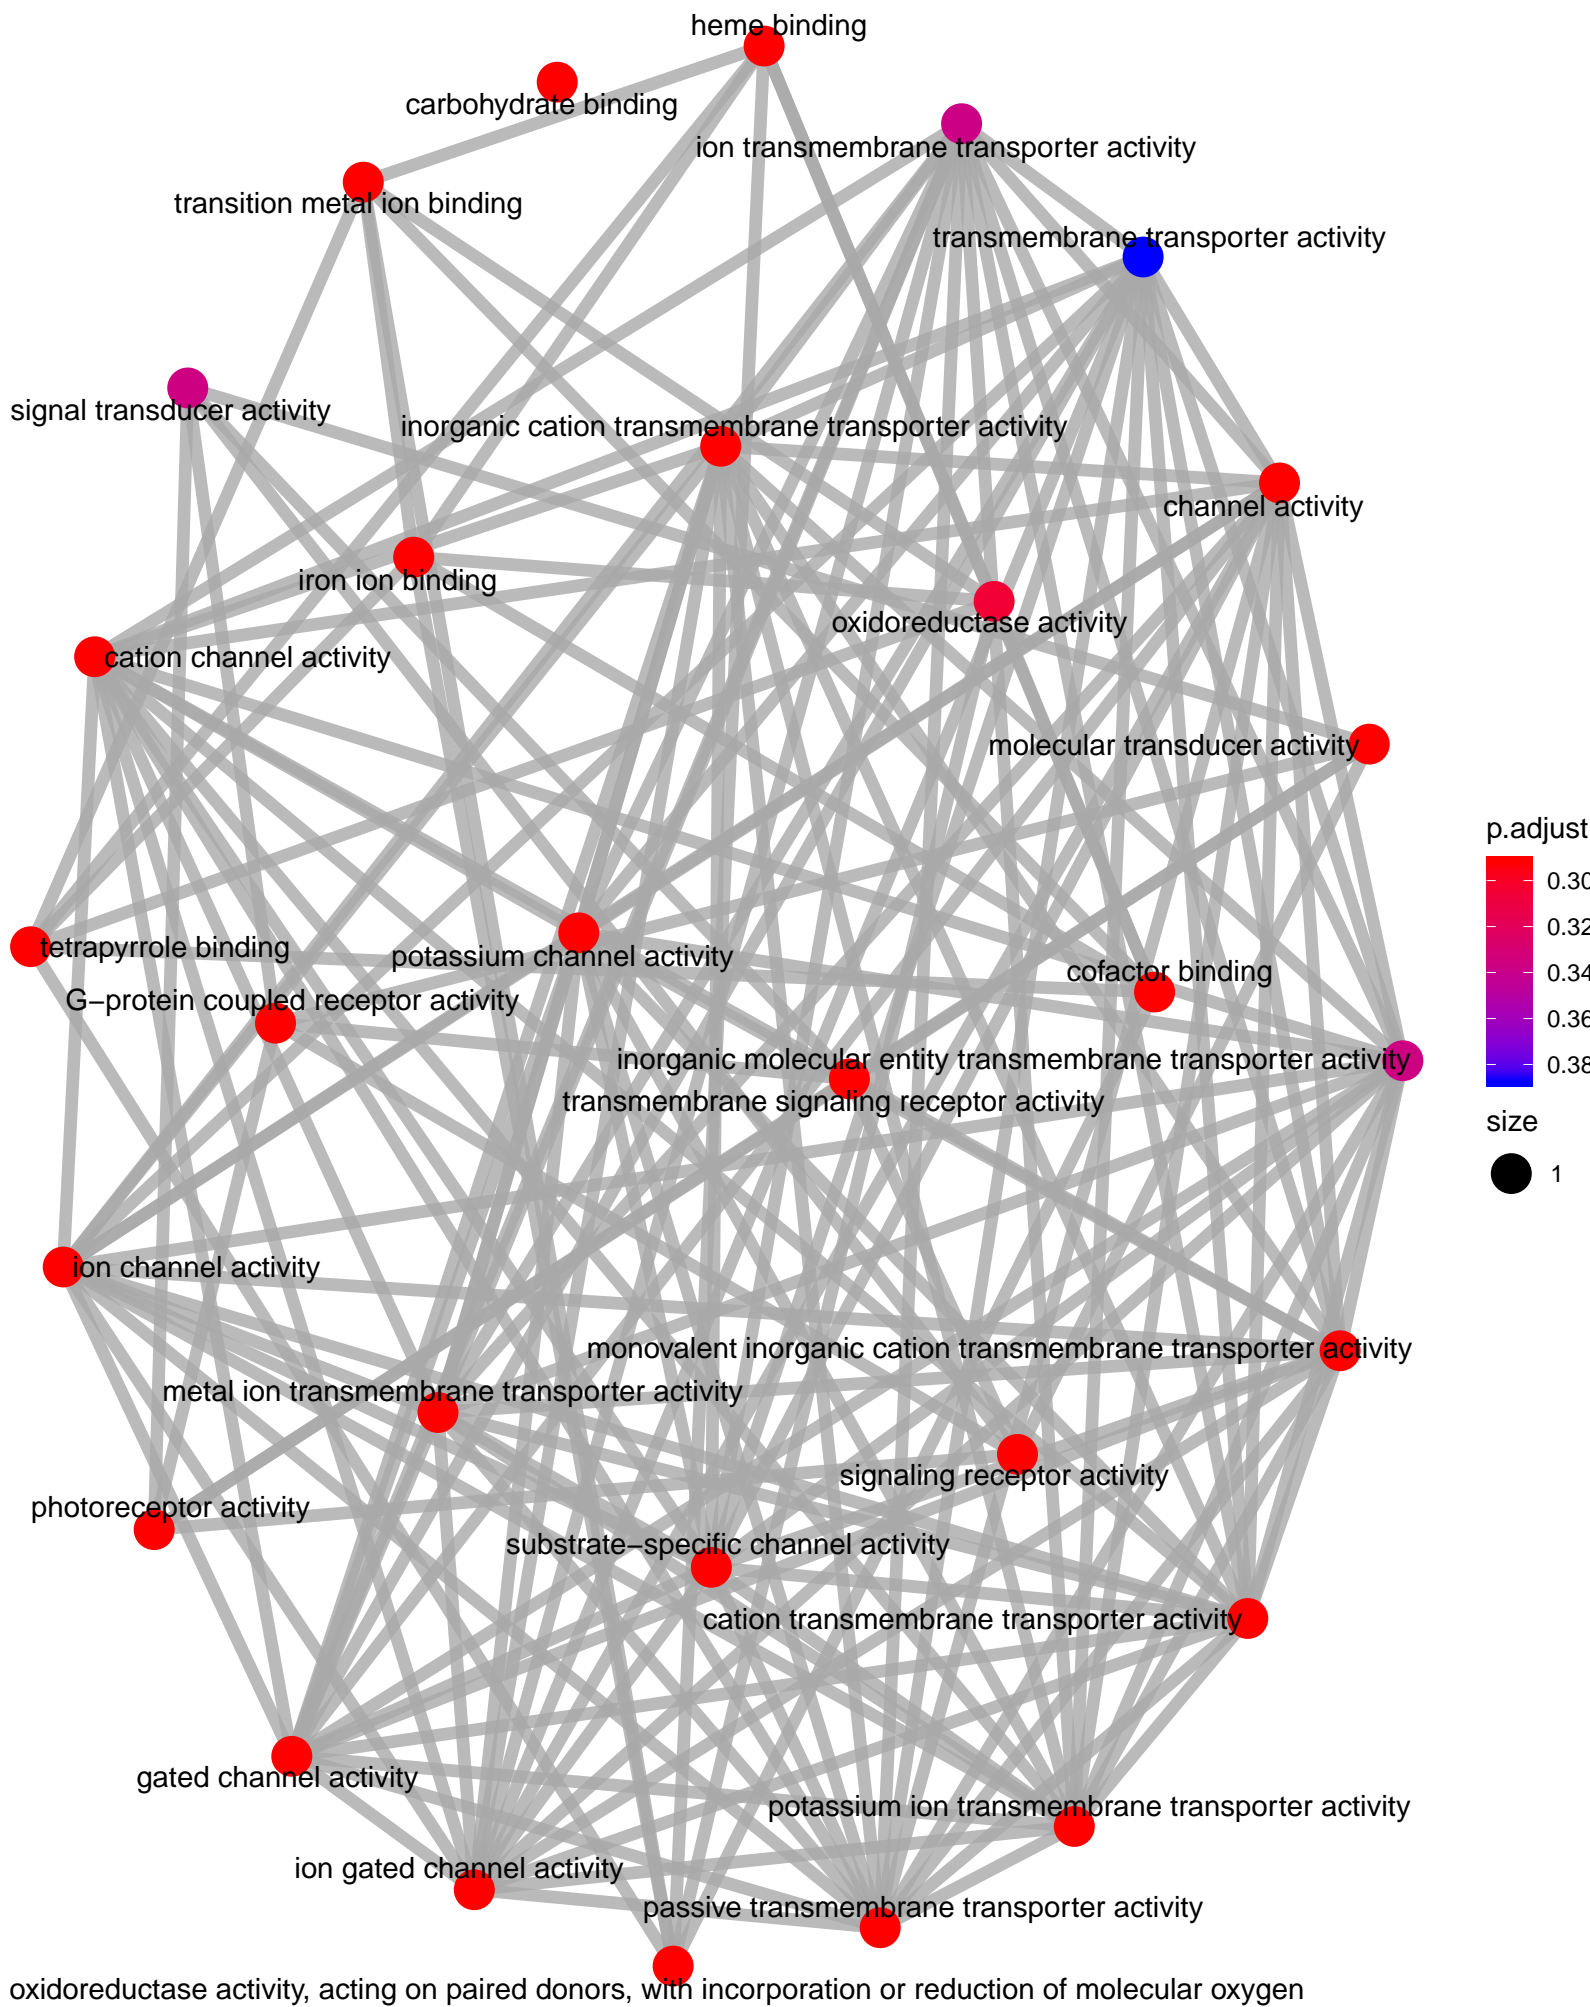 heme binding
carbohydrate binding
ion transmembrane transporter activity
transition metal ion binding
transmembrane transporter activity
signal transducer activity
inorganic cation transmembrane transporter activity
channel activity
iron ion binding
oxidoreductase activity
cation channel activity
molecular transducer activity
p.adjust
0.30
0.32
0.34
0.36
0.38
size
1
tetrapyrrole binding
potassium channel activity
cofactor binding
G−protein coupled receptor activity
inorganic molecular entity transmembrane transporter activity
transmembrane signaling receptor activity
ion channel activity
monovalent inorganic cation transmembrane transporter activity
metal ion transmembrane transporter activity
signaling receptor activity
photoreceptor activity
substrate−specific channel activity
cation transmembrane transporter activity
gated channel activity
potassium ion transmembrane transporter activity
ion gated channel activity
passive transmembrane transporter activity
oxidoreductase activity, acting on paired donors, with incorporation or reduction of molecular oxygen